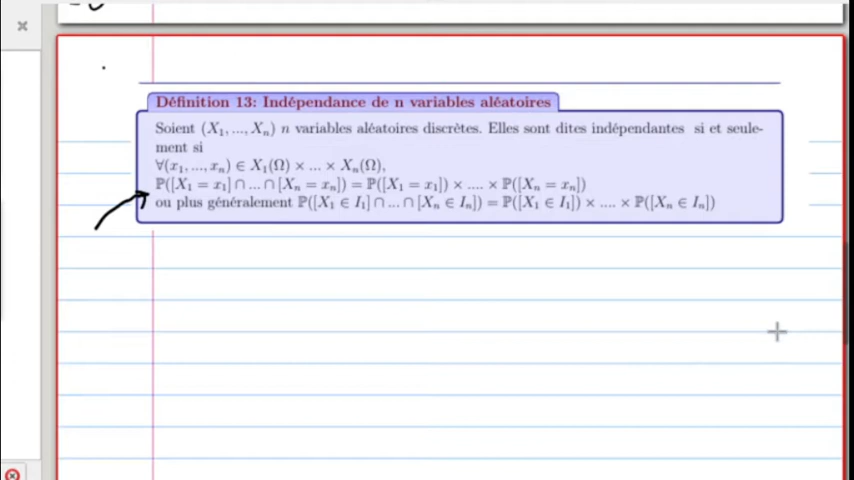 Définition 13: Indépendance de n variables aléatoires
Soient (X₁, ..., Xₙ) n variables aléatoires discrètes. Elles sont dites indépendantes si et seule-
ment si
∀(x₁, ..., xₙ) ∈ X₁(Ω) × ... × Xₙ(Ω),
ℙ([X₁ = x₁] ∩ ... ∩ [Xₙ = xₙ]) = ℙ([X₁ = x₁]) × .... × ℙ([Xₙ = xₙ])
ou plus généralement ℙ([X₁ ∈ I₁] ∩ ... ∩ [Xₙ ∈ Iₙ]) = ℙ([X₁ ∈ I₁]) × .... × ℙ([Xₙ ∈ Iₙ])